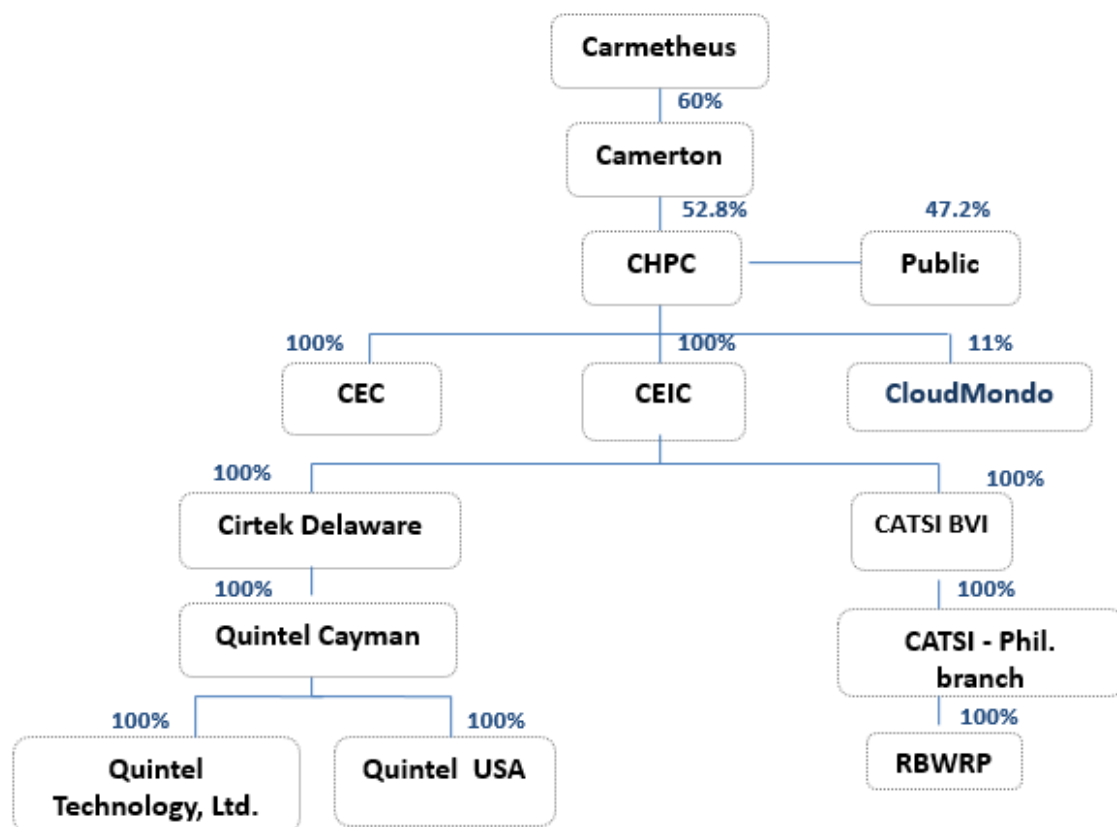 Carmetheus
60%
Camerton
52.8%
47.2%
CHPC
Public
100%
100%
11%
CEC
CEIC
CloudMondo
100%
100%
Cirtek Delaware
CATSI BVI
100%
100%
Quintel Cayman
CATSI - Phil.
branch
100%
100%
100%
Quintel
Technology, Ltd.
Quintel USA
RBWRP